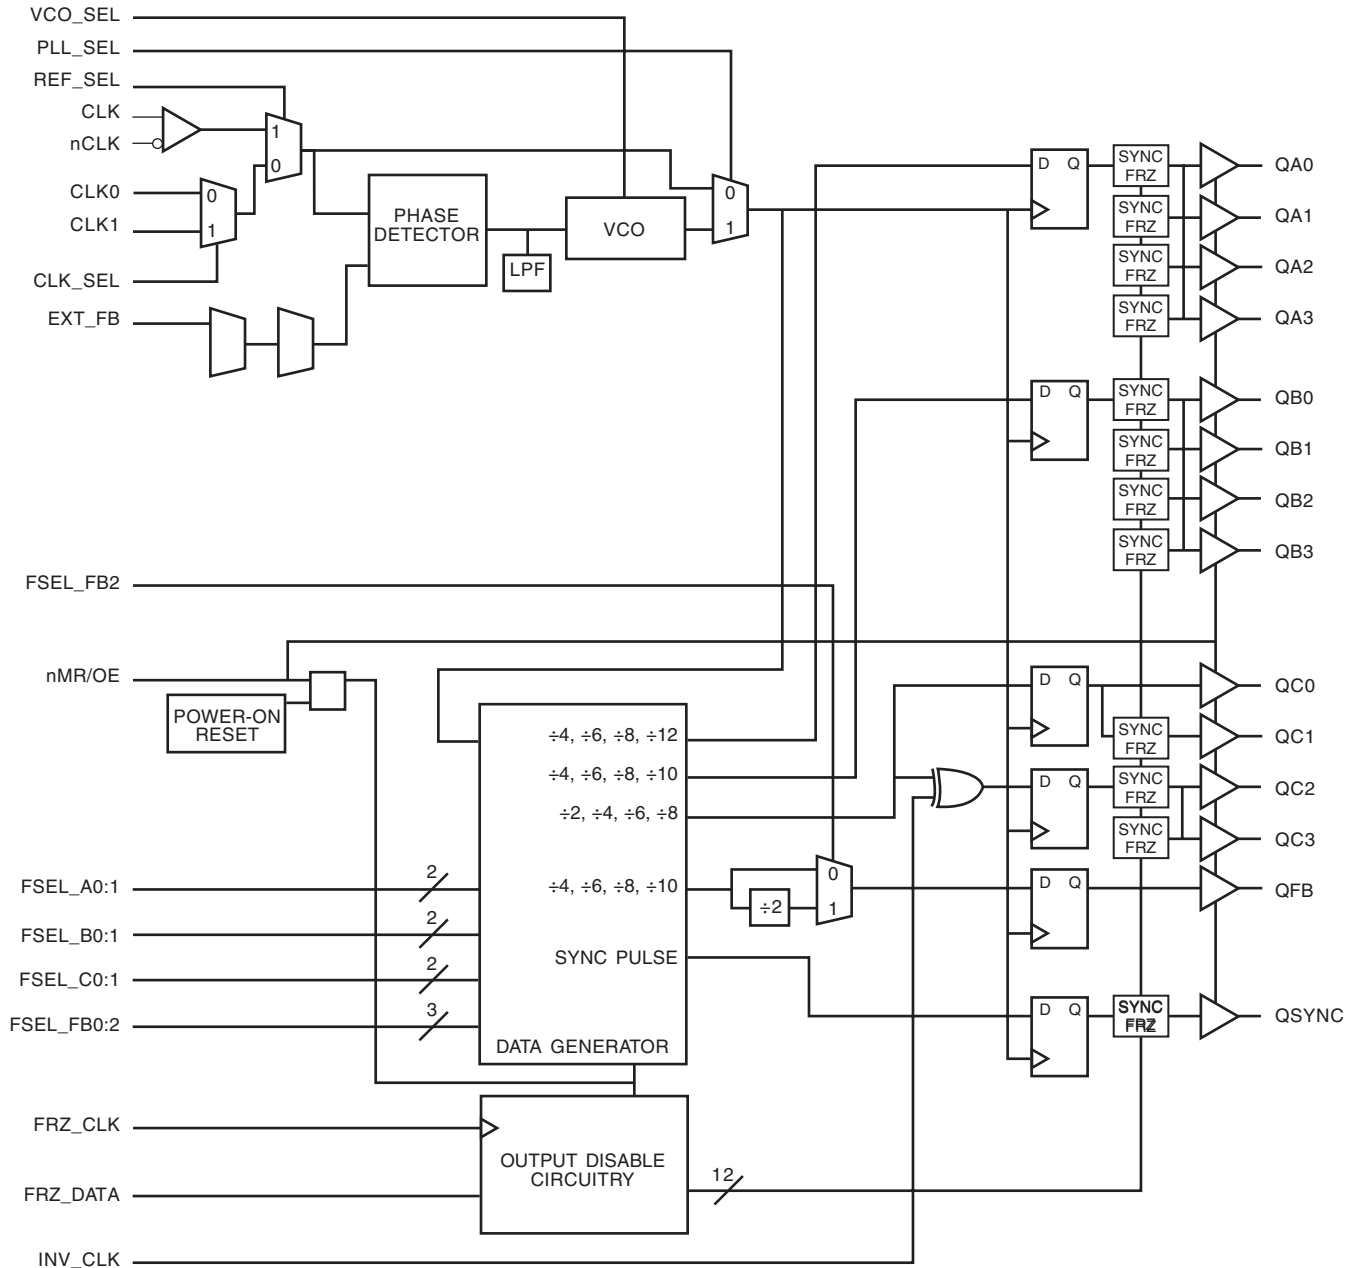 VCO_SEL
PLL_SEL
REF_SEL
CLK
nCLK
1
0
CLK0
CLK1
0
1
CLK_SEL
EXT_FB
PHASE
DETECTOR
LPF
VCO
0
1
D Q
SYNC
FRZ
QA0
SYNC
FRZ
QA1
SYNC
FRZ
QA2
SYNC
FRZ
QA3
D Q
SYNC
FRZ
QB0
SYNC
FRZ
QB1
SYNC
FRZ
QB2
SYNC
FRZ
QB3
FSEL_FB2
nMR/OE
POWER-ON
RESET
D Q
QC0
SYNC
FRZ
QC1
D Q
SYNC
FRZ
QC2
SYNC
FRZ
QC3
÷4, ÷6, ÷8, ÷12
÷4, ÷6, ÷8, ÷10
÷2, ÷4, ÷6, ÷8
÷4, ÷6, ÷8, ÷10
÷2
0
1
D Q
QFB
SYNC PULSE
D Q
SYNC
FRZ
QSYNC
FSEL_A0:1
2
FSEL_B0:1
2
FSEL_C0:1
2
FSEL_FB0:2
3
DATA GENERATOR
FRZ_CLK
FRZ_DATA
OUTPUT DISABLE
CIRCUITRY
12
INV_CLK